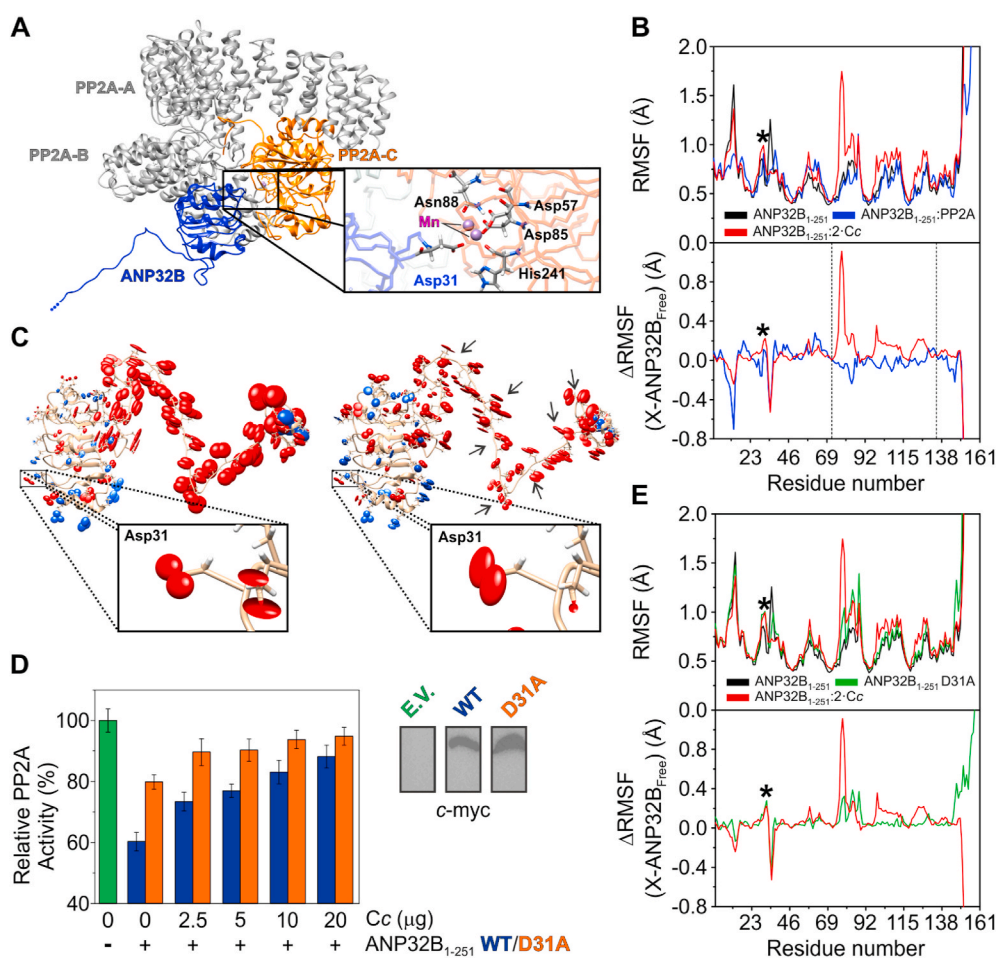 A
PP2A-A
PP2A-B
PP2A-C
ANP32B
Asn88
Asp57
Mn
Asp85
Asp31
His241
B
2.0
1.5
1.0
0.5
RMSF (Å)
ANP32B1-251
ANP32B1-251:PP2A
ANP32B1-251:2·Cc
0.0
0.8
0.4
0.0
-0.4
-0.8
ΔRMSF
(X-ANP32BFree) (Å)
23 46 69 92 115 138 161
Residue number
C
Asp31
Asp31
D
100
80
60
40
Relative PP2A
Activity (%)
0 0 2.5 5 10 20 Cc (μg)
- + + + + + ANP32B1-251 WT/D31A
E.V. WT D31A
c-myc
E
2.0
1.5
1.0
0.5
RMSF (Å)
ANP32B1-251
ANP32B1-251 D31A
ANP32B1-251:2·Cc
0.0
0.8
0.4
0.0
-0.4
-0.8
ΔRMSF
(X-ANP32BFree) (Å)
23 46 69 92 115 138 161
Residue number